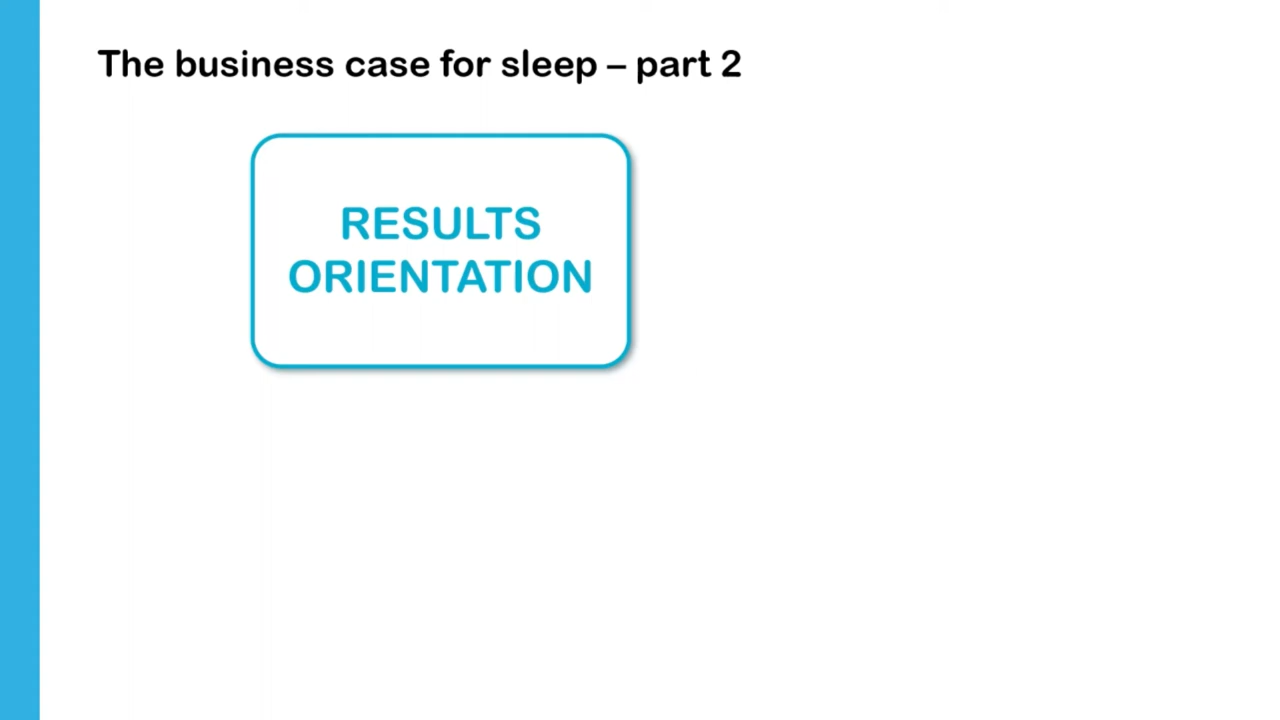 The business case for sleep – part 2
RESULTS
ORIENTATION